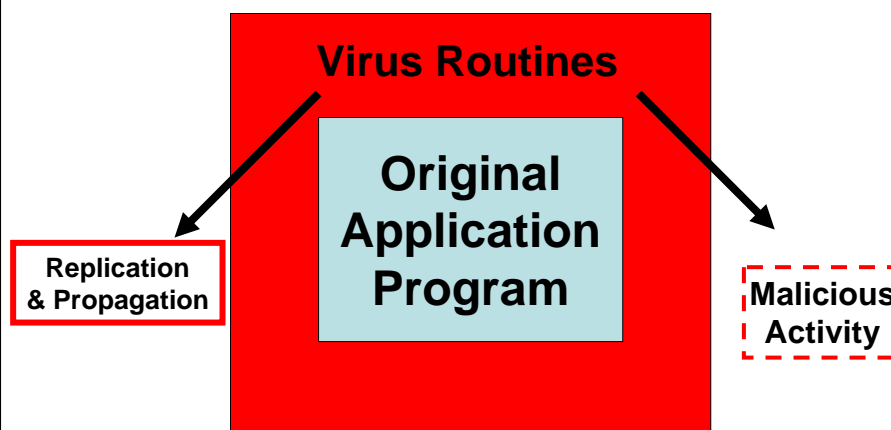 Virus Routines
Original
Application
Program
Replication
& Propagation
Malicious
Activity